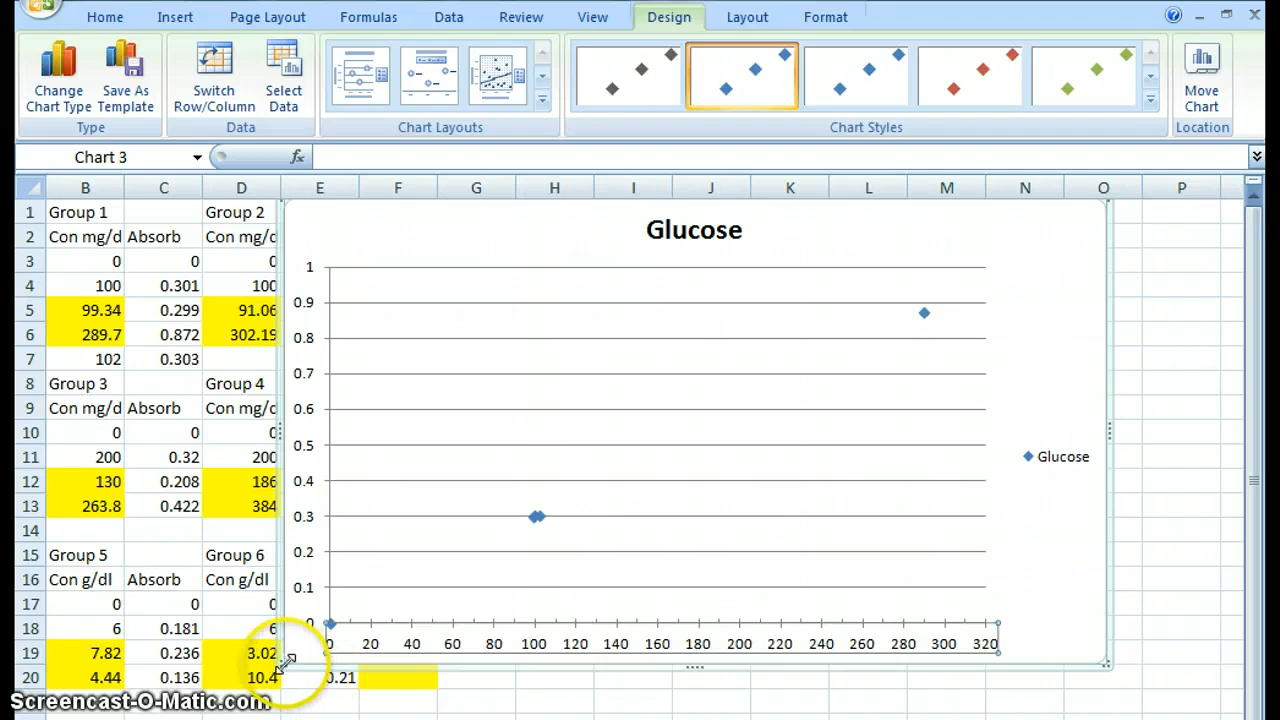 Home Insert Page Layout Formulas Data Review View Design Layout Format
Change Chart Type
Save As Template
Switch Row/Column
Select Data
Move Chart
Type Data Chart Layouts Chart Styles Location
Chart 3 fx
B C D E F G H I J K L M N O P
1 Group 1 Group 2
2 Con mg/d Absorb Con mg/d
3 0 0 0
4 100 0.301 100
5 99.34 0.299 91.06
6 289.7 0.872 302.19
7 102 0.303
8 Group 3 Group 4
9 Con mg/d Absorb Con mg/d
10 0 0 0
11 200 0.32 200
12 130 0.208 186
13 263.8 0.422 384
14
15 Group 5 Group 6
16 Con g/dl Absorb Con g/dl
17 0 0 0
18 6 0.181 6
19 7.82 0.236 3.02
20 4.44 0.136 10.4 0.21
Glucose
1
0.9
0.8
0.7
0.6
0.5
0.4
0.3
0.2
0.1
0
0 20 40 60 80 100 120 140 160 180 200 220 240 260 280 300 320
Glucose
Screencast-O-Matic.com